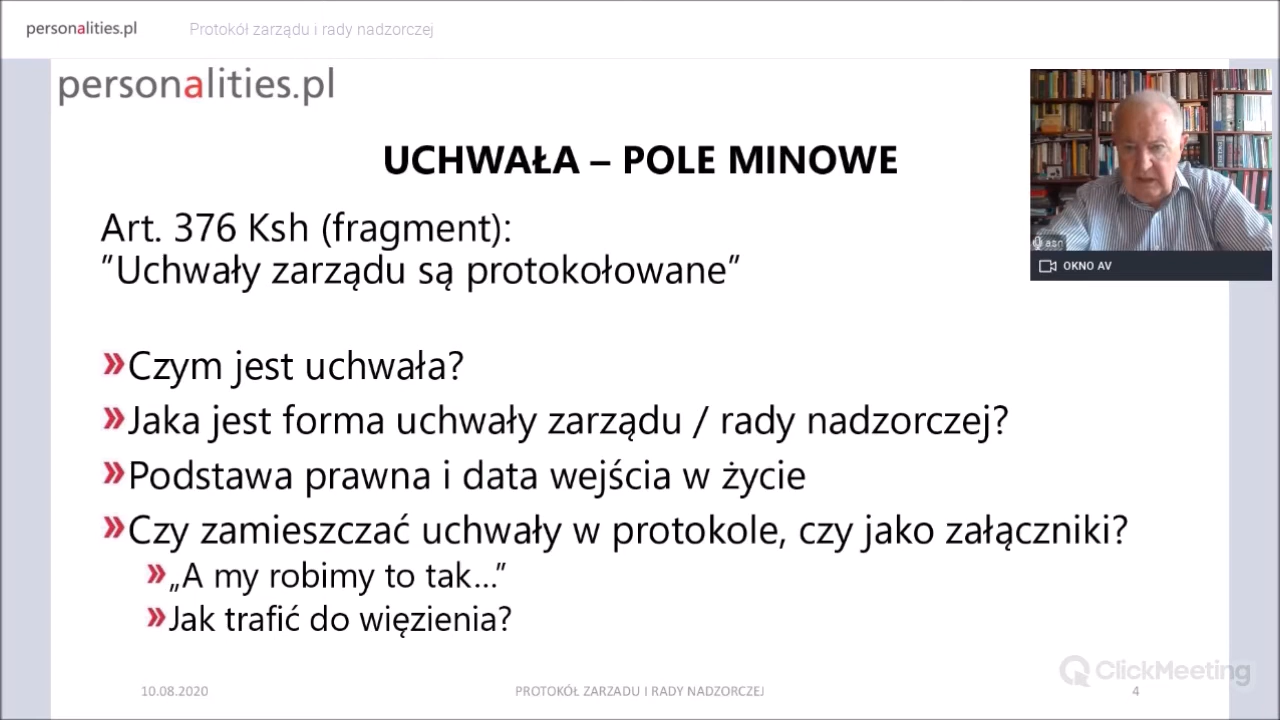 personalities.pl
Protokół zarządu i rady nadzorczej
personalities.pl
UCHWAŁA – POLE MINOWE
Art. 376 Ksh (fragment):
”Uchwały zarządu są protokołowane”
asn
OKNO AV
»Czym jest uchwała?
»Jaka jest forma uchwały zarządu / rady nadzorczej?
»Podstawa prawna i data wejścia w życie
»Czy zamieszczać uchwały w protokole, czy jako załączniki?
»„A my robimy to tak...”
»Jak trafić do więzienia?
ClickMeeting
10.08.2020
PROTOKÓŁ ZARZADU I RADY NADZORCZEJ
4